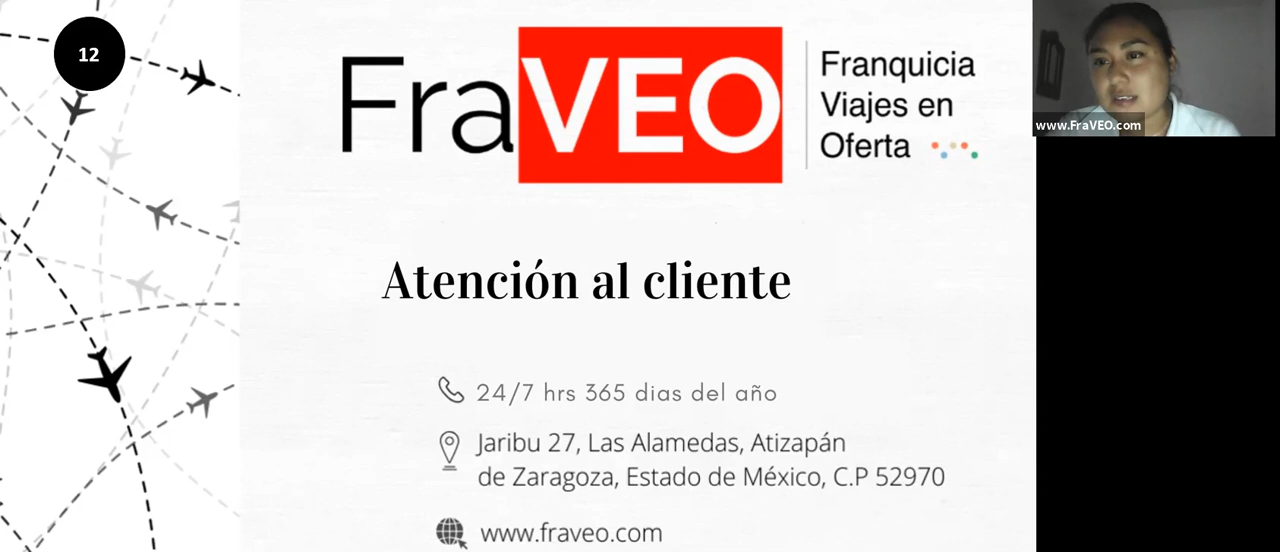 12
FraVEO
Franquicia
Viajes en
Oferta
www.FraVEO.com
Atención al cliente
24/7 hrs 365 dias del año
Jaribu 27, Las Alamedas, Atizapán
de Zaragoza, Estado de México, C.P 52970
www.fraveo.com